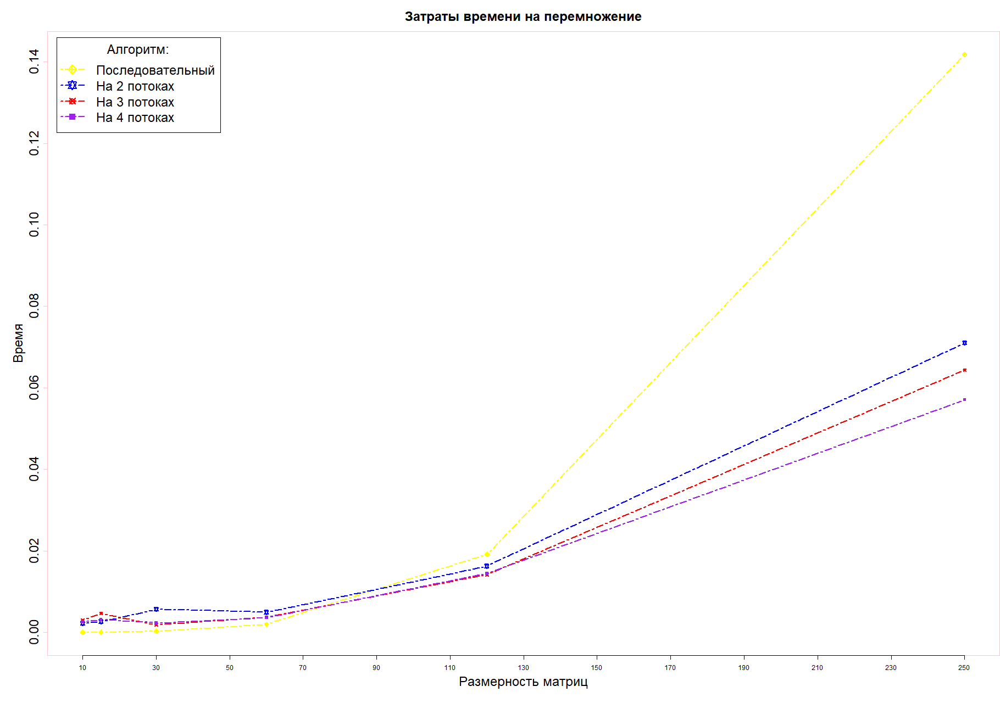 Затраты времени на перемножение
Алгоритм:
Последовательный
На 2 потоках
На 3 потоках
На 4 потоках
0.14
0.12
0.10
0.08
0.06
0.04
0.02
0.00
Время
10 30 50 70 90 110 130 150 170 190 210 230 250
Размерность матриц